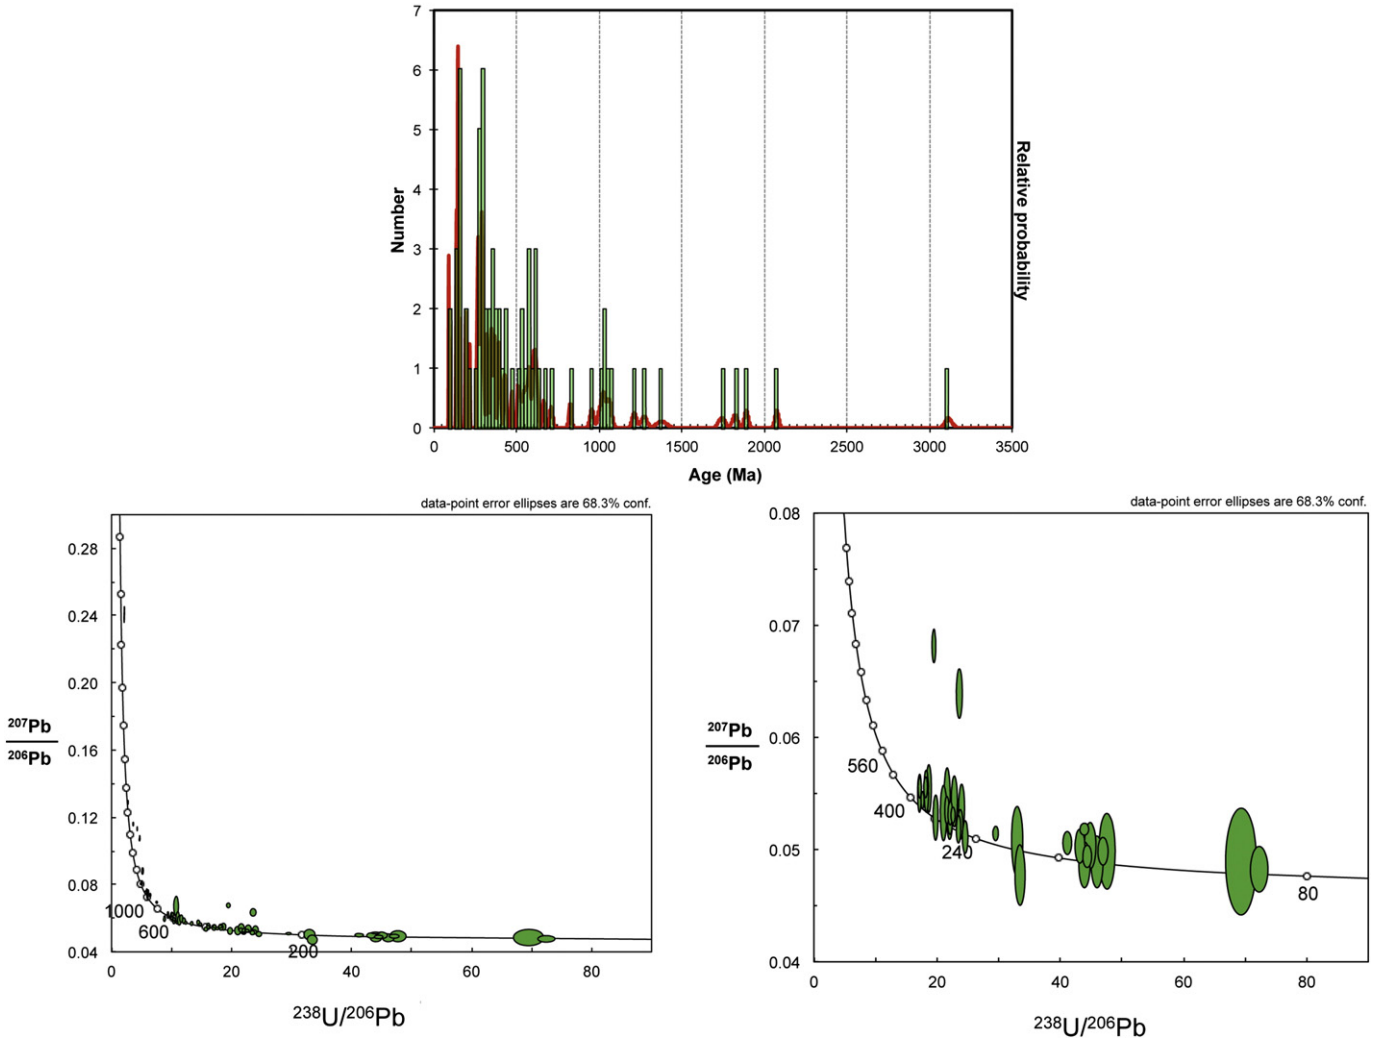 7
6
5
4
3
2
1
0
Number
Relative probability
0 500 1000 1500 2000 2500 3000 3500
Age (Ma)
data-point error ellipses are 68.3% conf.
0.28
0.24
0.20
0.16
0.12
0.08
0.04
²⁰⁷Pb
²⁰⁶Pb
1000
600
200
0 20 40 60 80
²³⁸U/²⁰⁶Pb
data-point error ellipses are 68.3% conf.
0.08
0.07
0.06
0.05
0.04
²⁰⁷Pb
²⁰⁶Pb
560
400
240
80
0 20 40 60 80
²³⁸U/²⁰⁶Pb